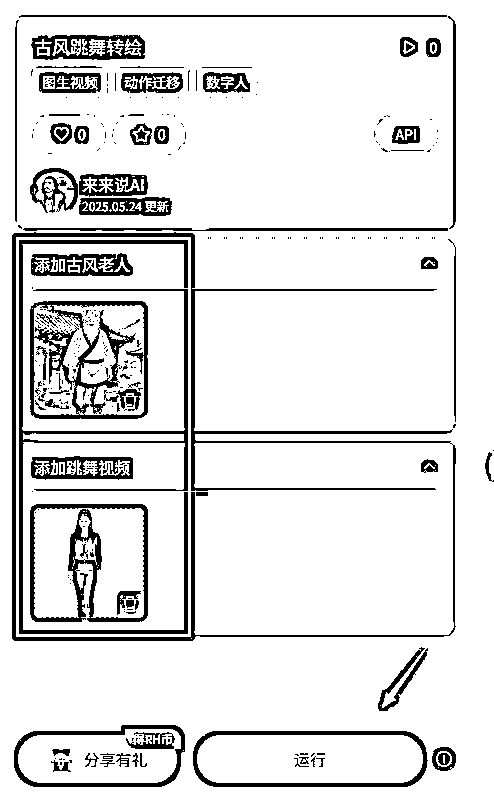 古风跳舞转绘
0
图生视频 动作迁移 数字人
0 0 API
来来说AI
2025.05.24 更新
添加古风老人
添加跳舞视频
赚RH币
分享有礼
运行